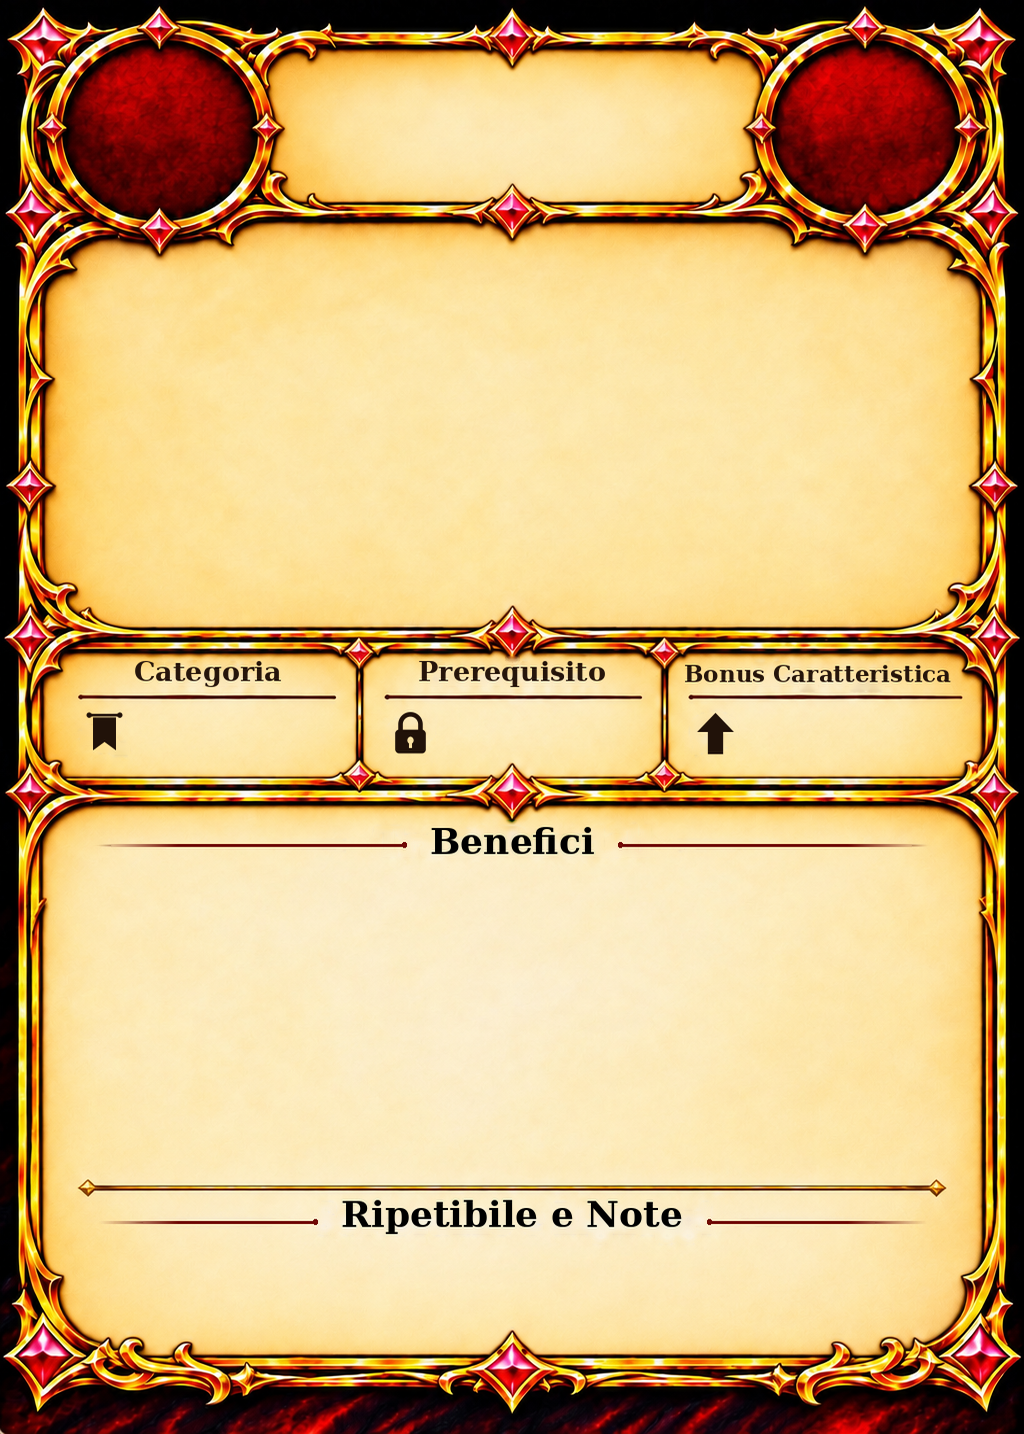 Categoria
Prerequisito
Bonus Caratteristica
Benefici
Ripetibile e Note